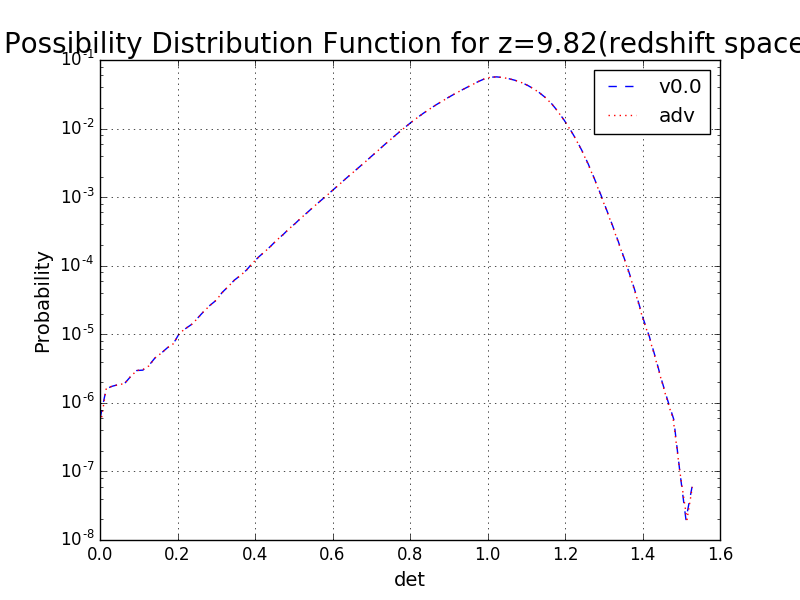 Possibility Distribution Function for z=9.82(redshift space
10^-1
10^-2
10^-3
10^-4
10^-5
10^-6
10^-7
10^-8
Probability
v0.0
adv
0.0 0.2 0.4 0.6 0.8 1.0 1.2 1.4 1.6
det